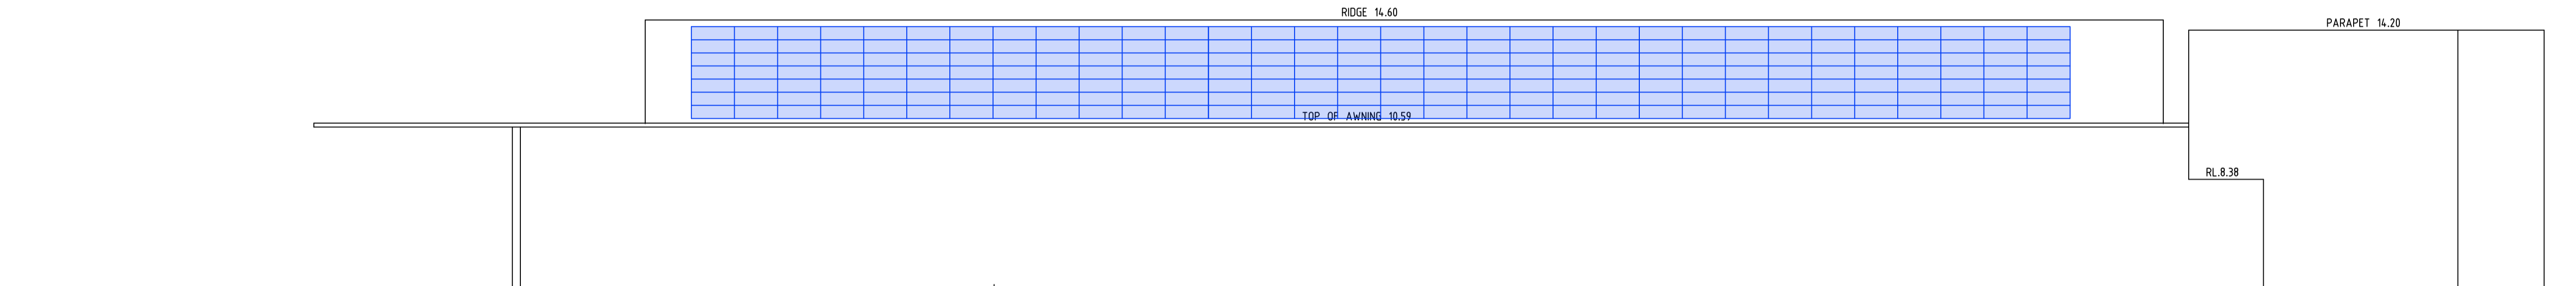 RIDGE 14.60
PARAPET 14.20
TOP OF AWNING 10.59
RL.8.38